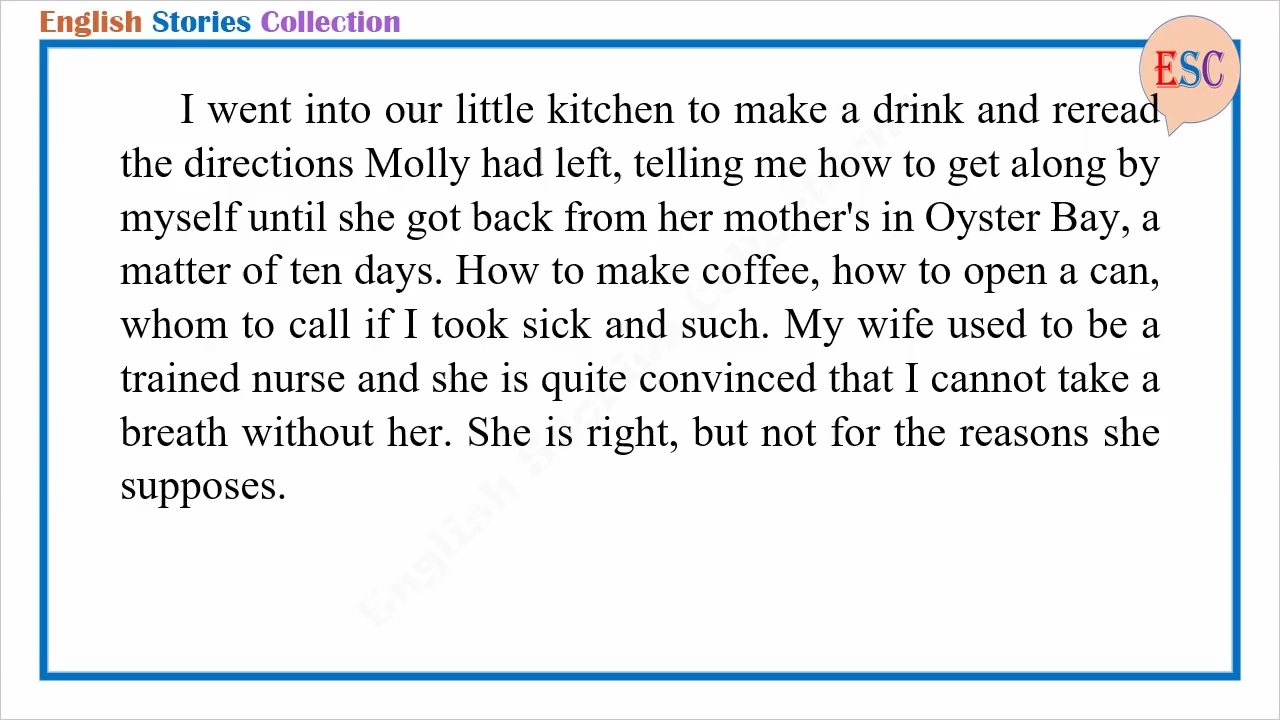 English Stories Collection
ESC
I went into our little kitchen to make a drink and reread
the directions Molly had left, telling me how to get along by
myself until she got back from her mother's in Oyster Bay, a
matter of ten days. How to make coffee, how to open a can,
whom to call if I took sick and such. My wife used to be a
trained nurse and she is quite convinced that I cannot take a
breath without her. She is right, but not for the reasons she
supposes.